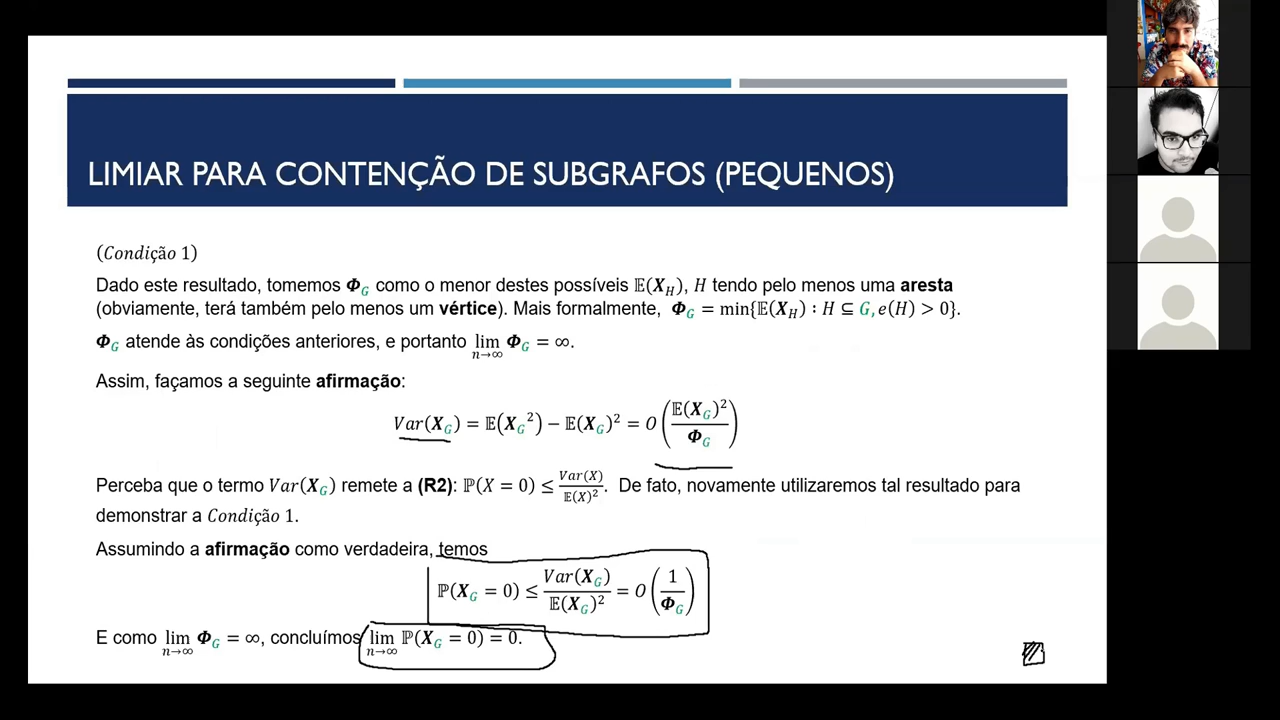 LIMIAR PARA CONTENÇÃO DE SUBGRAFOS (PEQUENOS)
(Condição 1)
Dado este resultado, tomemos Φ_G como o menor destes possíveis 𝔼(X_H), H tendo pelo menos uma aresta
(obviamente, terá também pelo menos um vértice). Mais formalmente, Φ_G = min{𝔼(X_H) : H ⊆ G, e(H) > 0}.
Φ_G atende às condições anteriores, e portanto lim_{n→∞} Φ_G = ∞.
Assim, façamos a seguinte afirmação:
Var(X_G) = 𝔼(X_G²) − 𝔼(X_G)² = O(𝔼(X_G)² / Φ_G)
Perceba que o termo Var(X_G) remete a (R2): ℙ(X = 0) ≤ Var(X) / 𝔼(X)². De fato, novamente utilizaremos tal resultado para
demonstrar a Condição 1.
Assumindo a afirmação como verdadeira, temos
ℙ(X_G = 0) ≤ Var(X_G) / 𝔼(X_G)² = O(1 / Φ_G)
E como lim_{n→∞} Φ_G = ∞, concluímos lim_{n→∞} ℙ(X_G = 0) = 0.